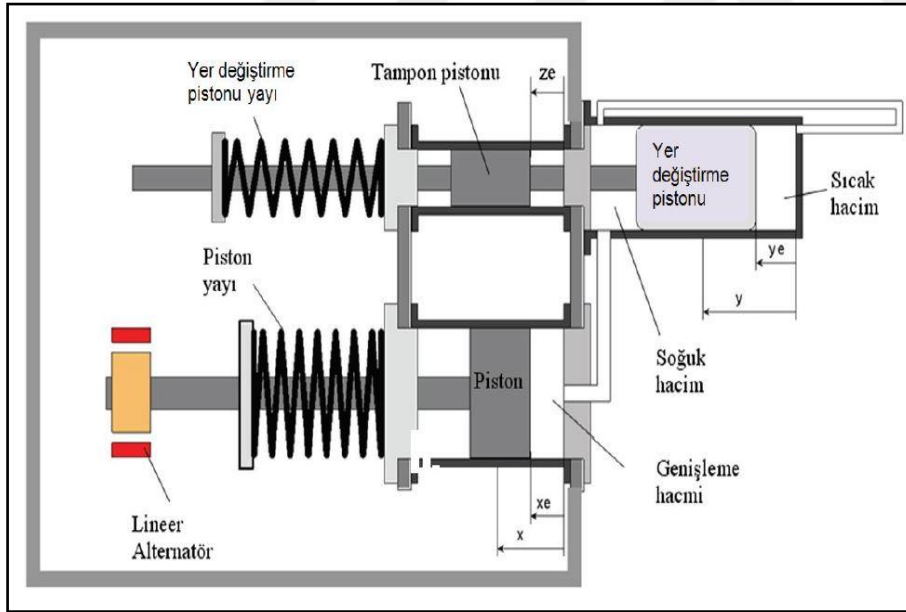 Yer değiştirme
pistonu yayı
Tampon pistonu
ze
Yer
değiştirme
pistonu
Sıcak
hacim
ye
y
Piston
yayı
Soğuk
hacim
Piston
Genişleme
hacmi
xe
x
Lineer
Alternatör